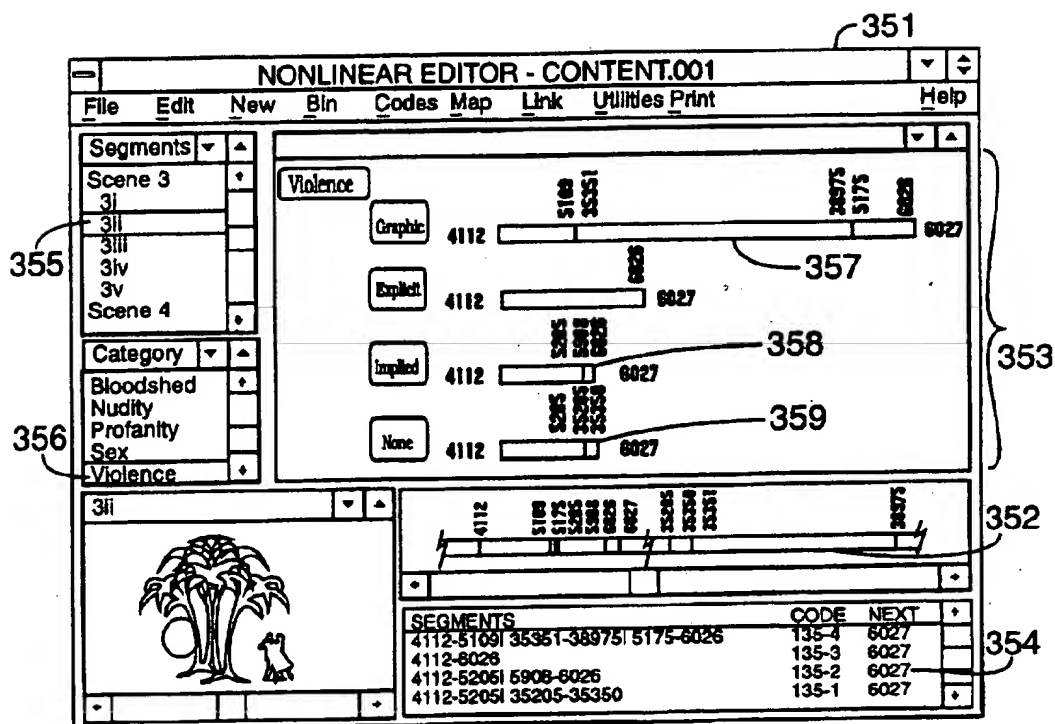 351
NONLINEAR EDITOR - CONTENT.001
File Edit New Bin Codes Map Link Utilities Print Help
Segments
Scene 3
3i
3ii
3iii
3iv
3v
Scene 4
355
Violence
Graphic 4112 5109 35351 38975 5175 6026 6027
357
Explicit 4112 6026 6027
Implied 4112 5205 5908 6026 6027
358
353
None 4112 5205 35205 35350 6027
359
Category
Bloodshed
Nudity
Profanity
Sex
Violence
356
3ii
4112 5109 5175 5205 5908 6026 6027 35205 35350 35351 38975
352
SEGMENTS CODE NEXT
4112-5109| 35351-38975| 5175-6026 135-4 6027
4112-6026 135-3 6027
4112-5205| 5908-6026 135-2 6027
4112-5205| 35205-35350 135-1 6027
354